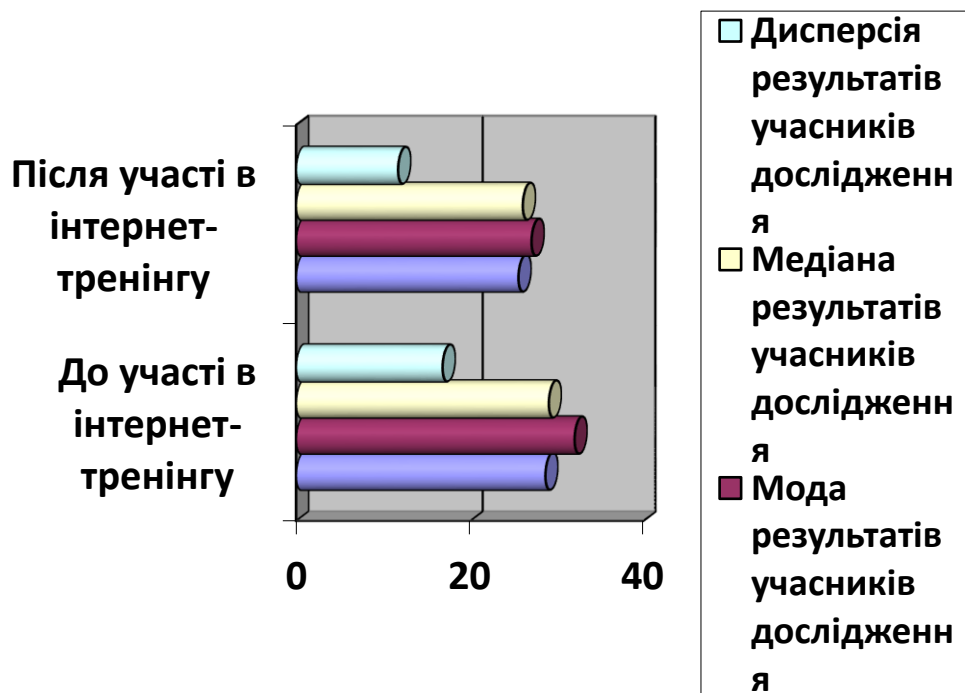 Після участі в
інтернет-
тренінгу
До участі в
інтернет-
тренінгу
0
20
40
Дисперсія
результатів
учасників
дослідженн
я
Медіана
результатів
учасників
дослідженн
я
Мода
результатів
учасників
дослідженн
я